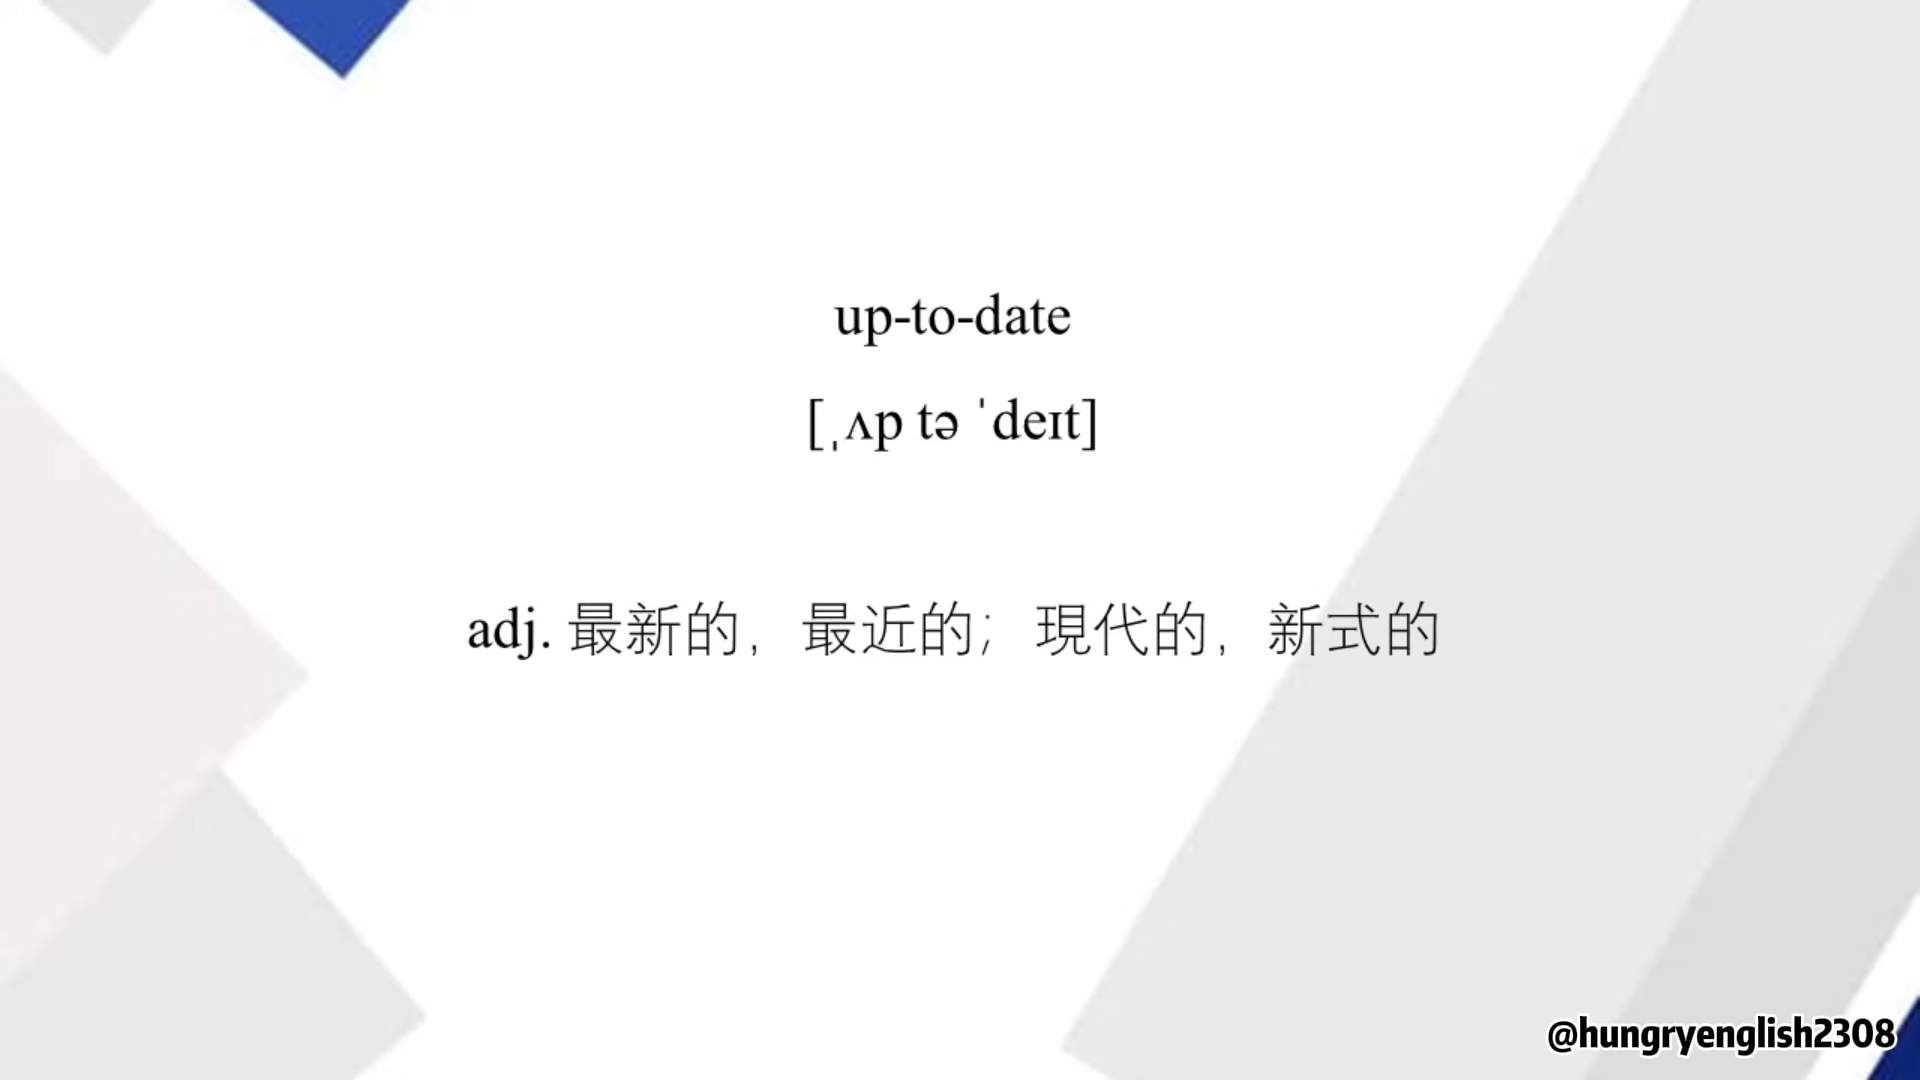 up-to-date
[ˌʌp tə ˈdeɪt]
adj. 最新的，最近的；現代的，新式的
@hungryenglish2308